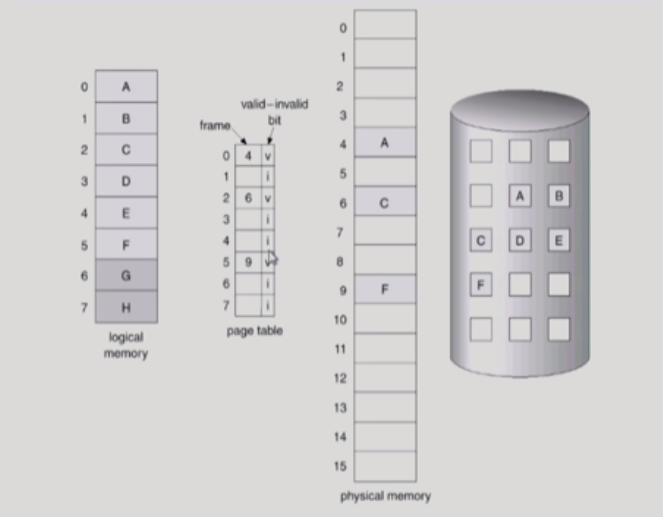 0 A
1 B
2 C
3 D
4 E
5 F
6 G
7 H
logical
memory
valid–invalid
bit
frame
0 4 v
1 i
2 6 v
3 i
4 i
5 9 v
6 i
7 i
page table
0
1
2
3
4 A
5
6 C
7
8
9 F
10
11
12
13
14
15
physical memory
A B
C D E
F